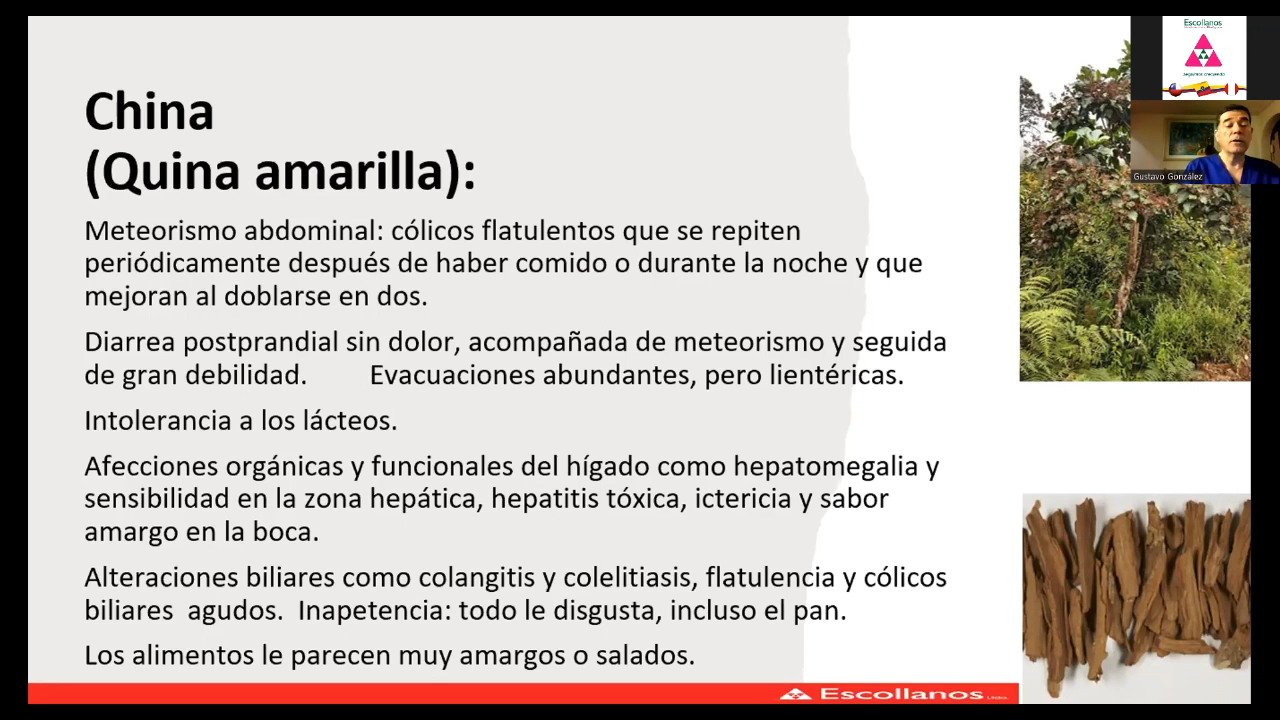 China
(Quina amarilla):
Meteorismo abdominal: cólicos flatulentos que se repiten
periódicamente después de haber comido o durante la noche y que
mejoran al doblarse en dos.
Diarrea postprandial sin dolor, acompañada de meteorismo y seguida
de gran debilidad. Evacuaciones abundantes, pero lientéricas.
Intolerancia a los lácteos.
Afecciones orgánicas y funcionales del hígado como hepatomegalia y
sensibilidad en la zona hepática, hepatitis tóxica, ictericia y sabor
amargo en la boca.
Alteraciones biliares como colangitis y colelitiasis, flatulencia y cólicos
biliares agudos. Inapetencia: todo le disgusta, incluso el pan.
Los alimentos le parecen muy amargos o salados.
Escollanos
Escollanos
Gustavo González